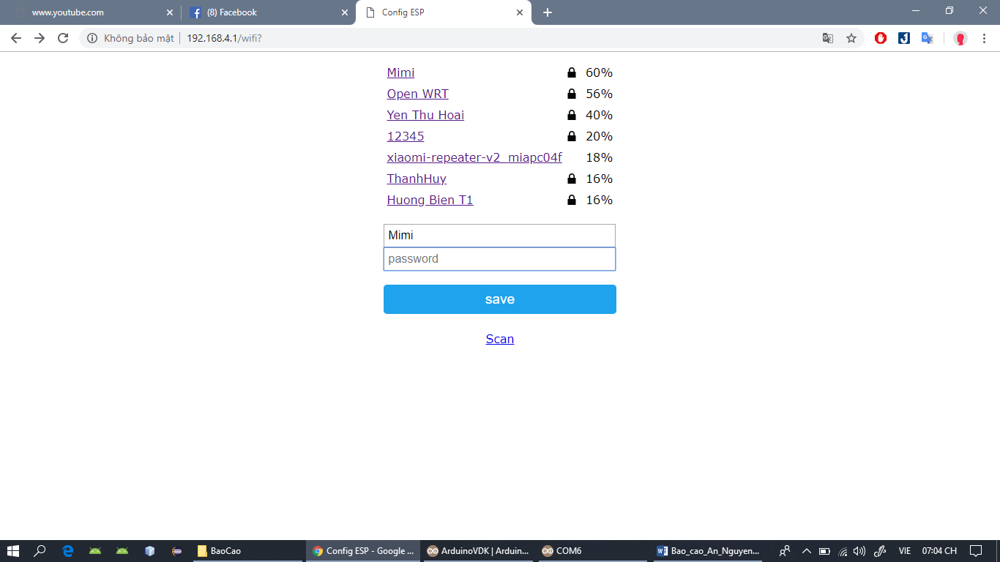 www.youtube.com
(8) Facebook
Config ESP
Không bảo mật
192.168.4.1/wifi?
Mimi 60%
Open WRT 56%
Yen Thu Hoai 40%
12345 20%
xiaomi-repeater-v2_miapc04f 18%
ThanhHuy 16%
Huong Bien T1 16%
Mimi
password
save
Scan
BaoCao
Config ESP - Google ...
ArduinoVDK | Arduin...
COM6
Bao_cao_An_Nguyen...
VIE
07:04 CH